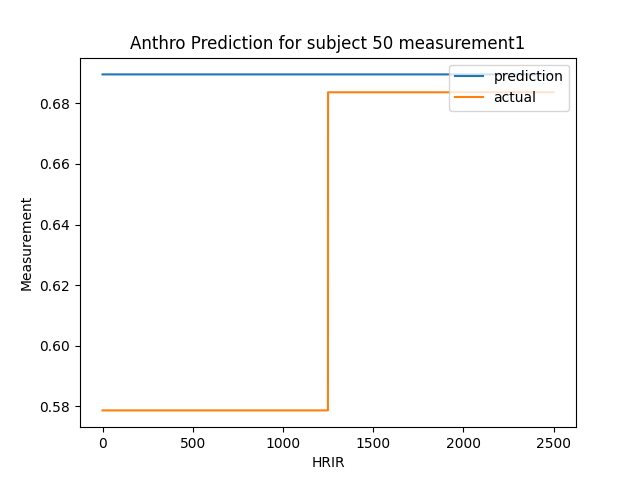 Anthro Prediction for subject 50 measurement1
prediction
actual
Measurement
0.68
0.66
0.64
0.62
0.60
0.58
0 500 1000 1500 2000 2500
HRIR